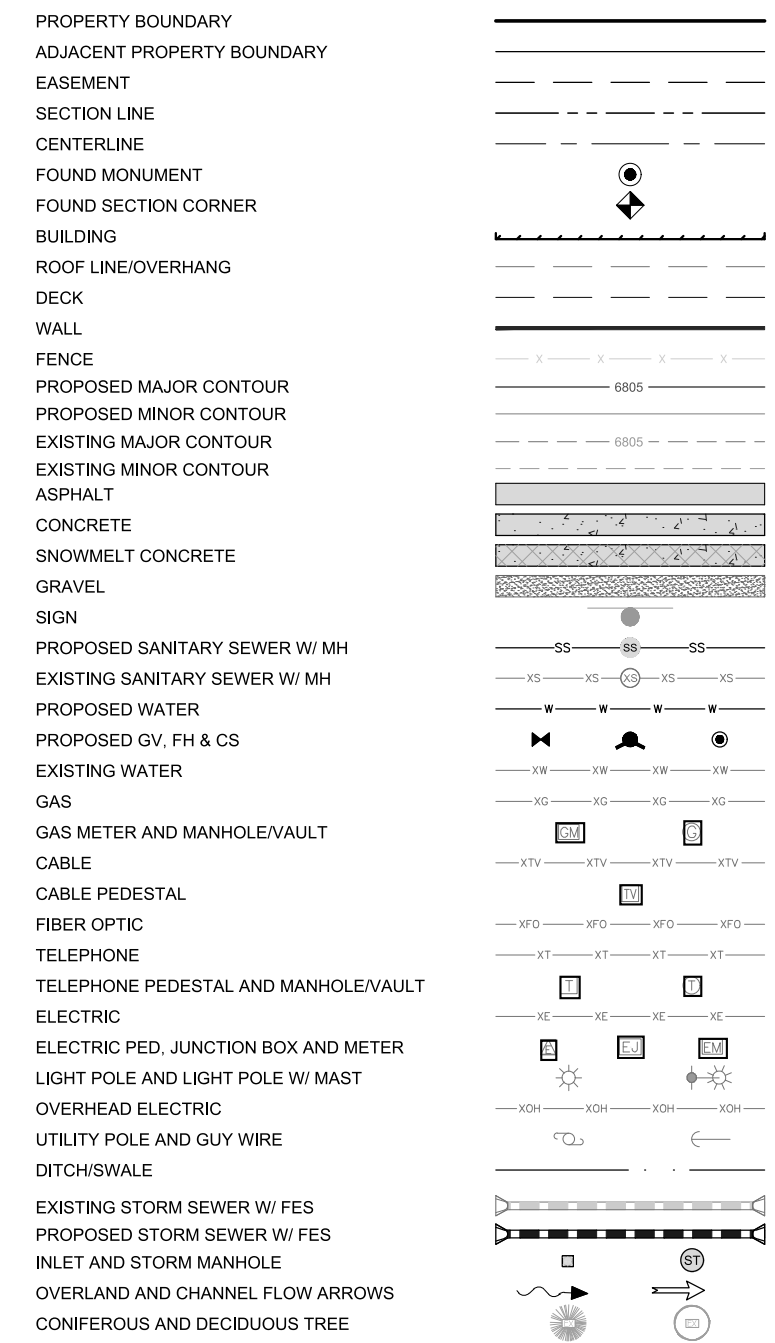 PROPERTY BOUNDARY
ADJACENT PROPERTY BOUNDARY
EASEMENT
SECTION LINE
CENTERLINE
FOUND MONUMENT
FOUND SECTION CORNER
BUILDING
ROOF LINE/OVERHANG
DECK
WALL
FENCE X X X X
PROPOSED MAJOR CONTOUR 6805
PROPOSED MINOR CONTOUR
EXISTING MAJOR CONTOUR 6805
EXISTING MINOR CONTOUR
ASPHALT
CONCRETE
SNOWMELT CONCRETE
GRAVEL
SIGN
PROPOSED SANITARY SEWER W/ MH SS SS SS
EXISTING SANITARY SEWER W/ MH XS XS XS XS XS
PROPOSED WATER W W W W
PROPOSED GV, FH & CS
EXISTING WATER XW XW XW XW
GAS XG XG XG XG
GAS METER AND MANHOLE/VAULT GM G
CABLE XTV XTV XTV XTV
CABLE PEDESTAL TV
FIBER OPTIC XFO XFO XFO XFO
TELEPHONE XT XT XT XT
TELEPHONE PEDESTAL AND MANHOLE/VAULT T T
ELECTRIC XE XE XE XE
ELECTRIC PED, JUNCTION BOX AND METER E EJ EM
LIGHT POLE AND LIGHT POLE W/ MAST
OVERHEAD ELECTRIC XOH XOH XOH XOH
UTILITY POLE AND GUY WIRE
DITCH/SWALE
EXISTING STORM SEWER W/ FES
PROPOSED STORM SEWER W/ FES
INLET AND STORM MANHOLE ST
OVERLAND AND CHANNEL FLOW ARROWS
CONIFEROUS AND DECIDUOUS TREE EX EX